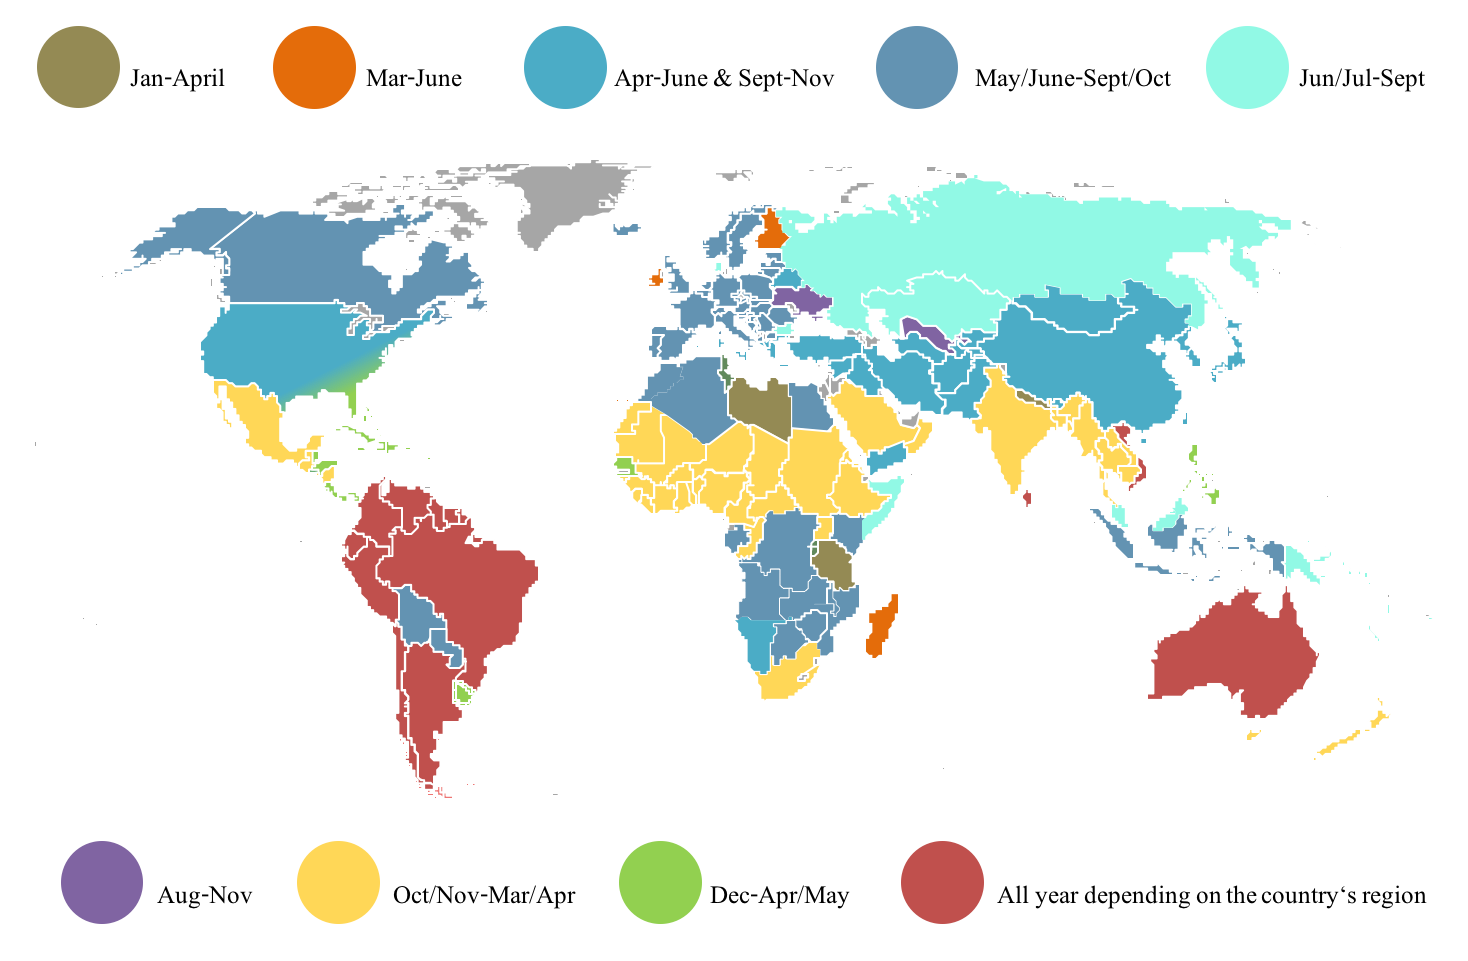 Jan-April
Mar-June
Apr-June & Sept-Nov
May/June-Sept/Oct
Jun/Jul-Sept
Aug-Nov
Oct/Nov-Mar/Apr
Dec-Apr/May
All year depending on the country‘s region